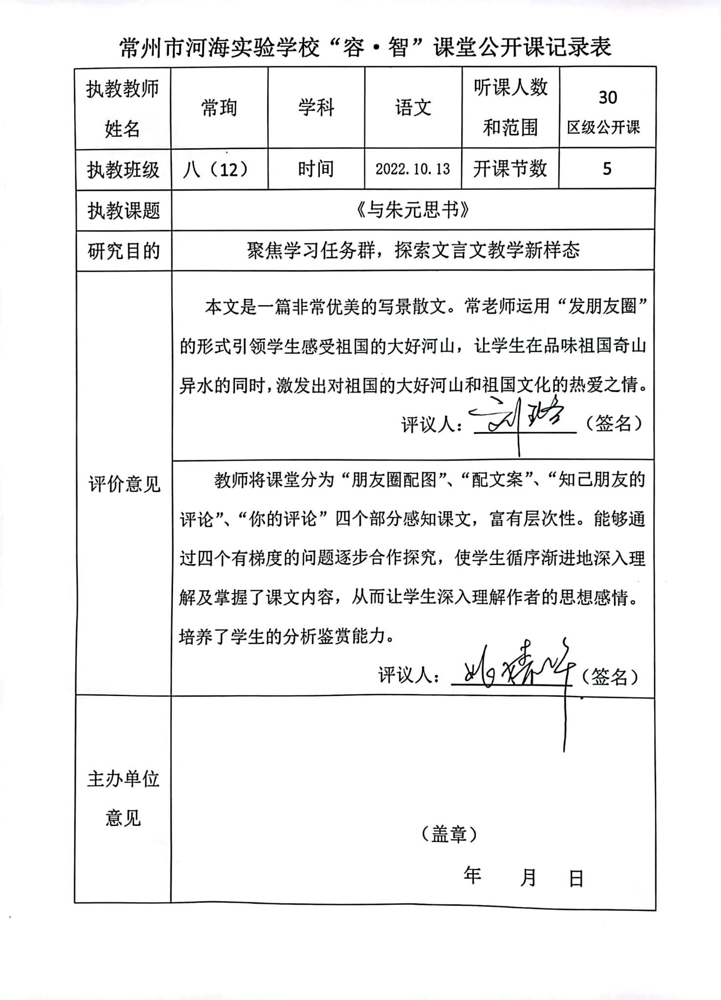 常州市河海实验学校“容·智”课堂公开课记录表
执教教师
姓名
常珣
学科
语文
听课人数
和范围
30
区级公开课
执教班级
八（12）
时间
2022.10.13
开课节数
5
执教课题
《与朱元思书》
研究目的
聚焦学习任务群，探索文言文教学新样态
评价意见
本文是一篇非常优美的写景散文。常老师运用“发朋友圈”
的形式引领学生感受祖国的大好河山，让学生在品味祖国奇山
异水的同时，激发出对祖国的大好河山和祖国文化的热爱之情。
评议人：刘璐（签名）
教师将课堂分为“朋友圈配图”、“配文案”、“知己朋友的
评论”、“你的评论”四个部分感知课文，富有层次性。能够通
过四个有梯度的问题逐步合作探究，使学生循序渐进地深入理
解及掌握了课文内容，从而让学生深入理解作者的思想感情。
培养了学生的分析鉴赏能力。
评议人：（签名）
主办单位
意见
（盖章）
年 月 日